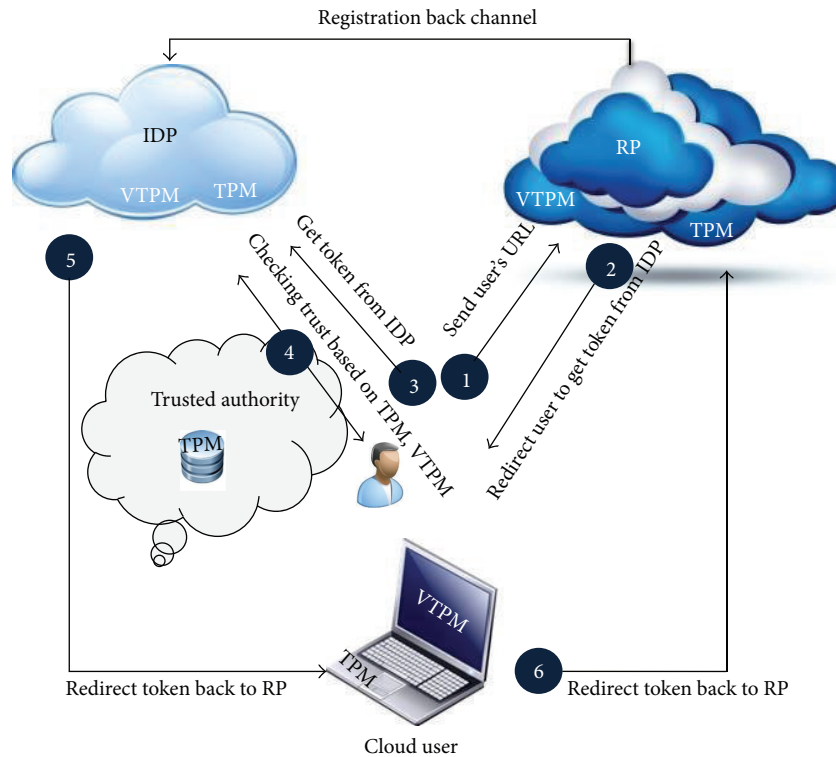 Registration back channel
IDP
VTPM
TPM
RP
VTPM
TPM
5
Get token from IDP
Checking trust based on TPM, VTPM
Send user's URL
2
Redirect user to get token from IDP
4
3
1
Trusted authority
TPM
VTPM
TPM
6
Redirect token back to RP
Redirect token back to RP
Cloud user